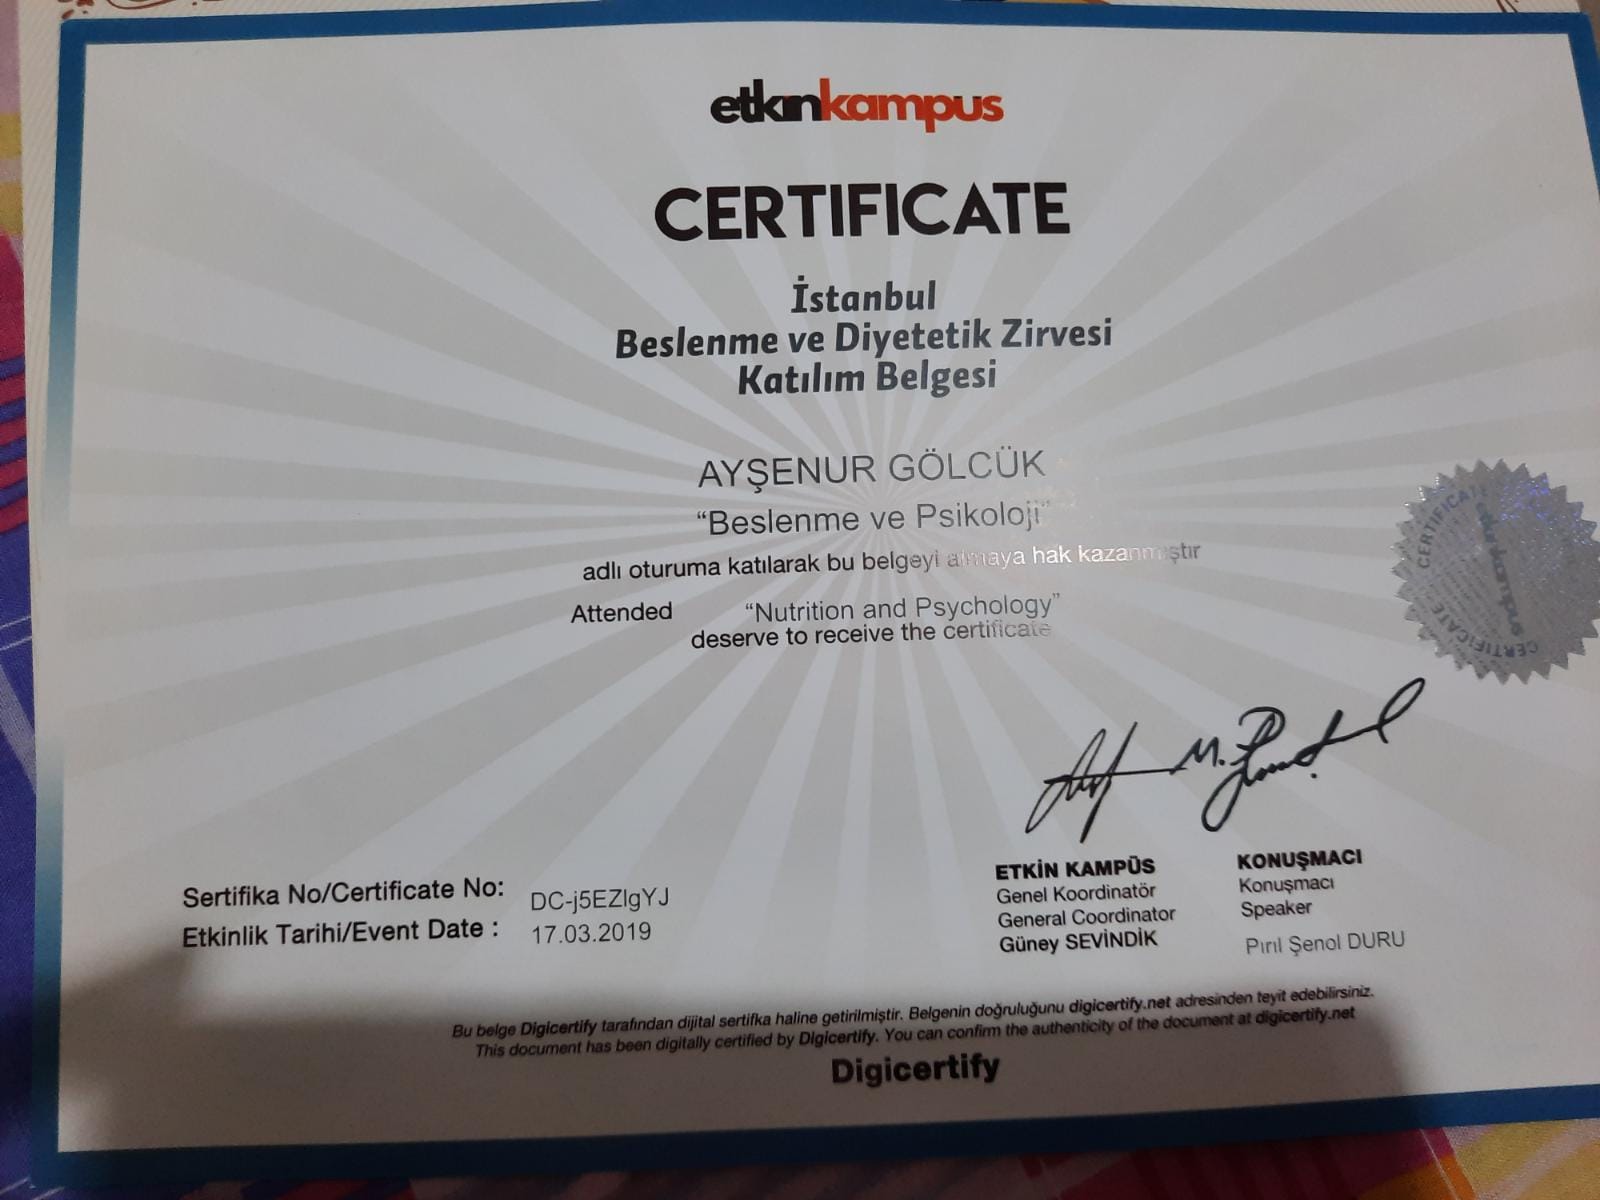 etkinkampus
CERTIFICATE
İstanbul
Beslenme ve Diyetetik Zirvesi
Katılım Belgesi
AYŞENUR GÖLCÜK
“Beslenme ve Psikoloji”
adlı oturuma katılarak bu belgeyi almaya hak kazanmıştır
Attended “Nutrition and Psychology”
deserve to receive the certificate
CERTIFICATE
etkinkampus
CERTIFICATE
Sertifika No/Certificate No: DC-j5EZlgYJ
Etkinlik Tarihi/Event Date : 17.03.2019
ETKİN KAMPÜS
Genel Koordinatör
General Coordinator
Güney SEVİNDİK
KONUŞMACI
Konuşmacı
Speaker
Pırıl Şenol DURU
Bu belge Digicertify tarafından dijital sertifka haline getirilmiştir. Belgenin doğruluğunu digicertify.net adresinden teyit edebilirsiniz.
This document has been digitally certified by Digicertify. You can confirm the authenticity of the document at digicertify.net
Digicertify